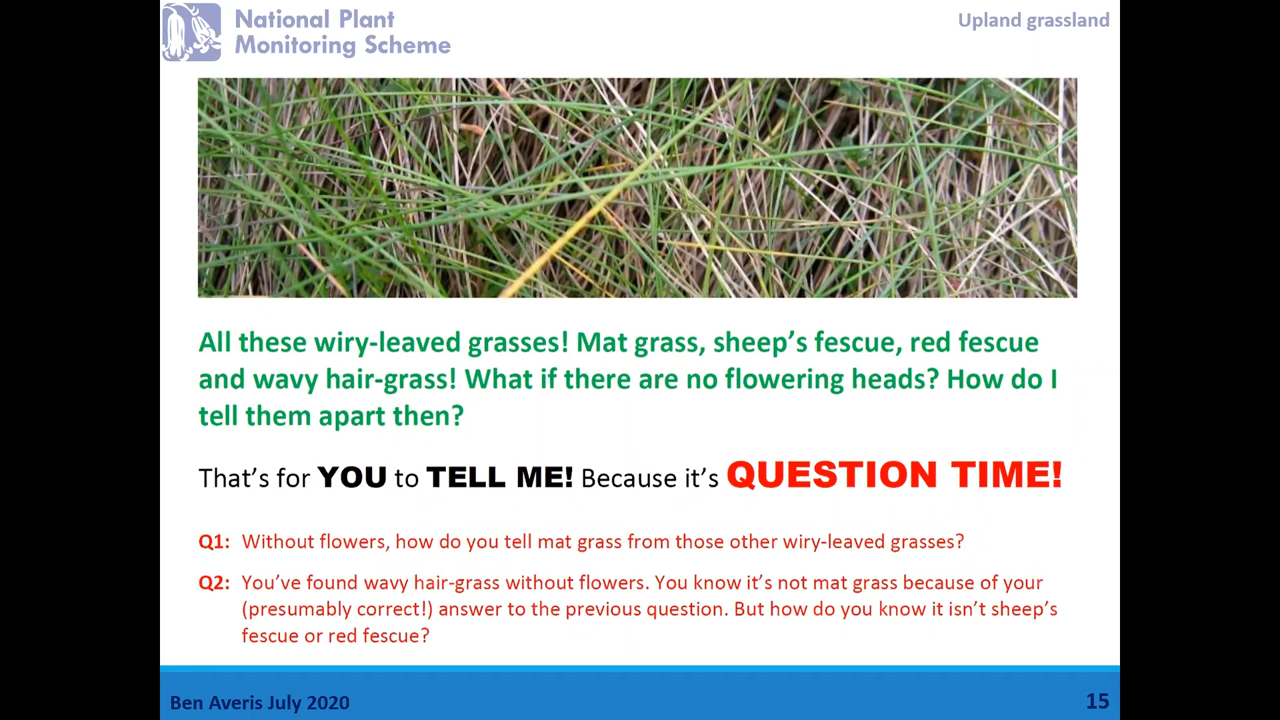 National Plant
Monitoring Scheme
Upland grassland
All these wiry-leaved grasses! Mat grass, sheep's fescue, red fescue
and wavy hair-grass! What if there are no flowering heads? How do I
tell them apart then?
That's for YOU to TELL ME! Because it's QUESTION TIME!
Q1: Without flowers, how do you tell mat grass from those other wiry-leaved grasses?
Q2: You've found wavy hair-grass without flowers. You know it's not mat grass because of your
(presumably correct!) answer to the previous question. But how do you know it isn't sheep's
fescue or red fescue?
Ben Averis July 2020
15